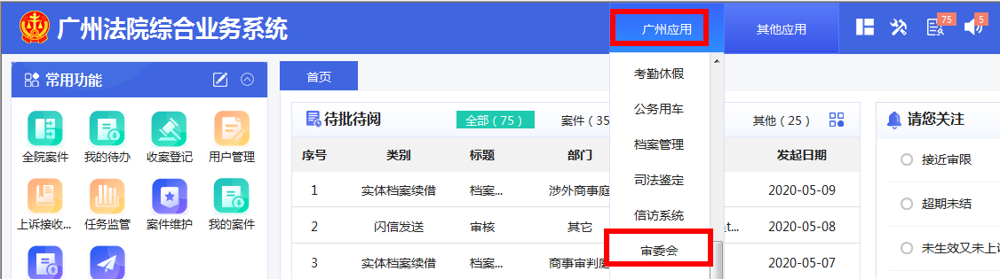 广州法院综合业务系统
广州应用
其他应用
75
5
常用功能
全院案件
我的待办
收案登记
用户管理
上诉接收...
任务监管
案件维护
我的案件
首页
待批待阅
全部（75）
案件（35
其他（25）
序号
类别
标题
部门
发起日期
1
实体档案续借
档案...
涉外商事庭
2020-05-09
2
闪信发送
审核
其它
t...
2020-05-08
3
实体档案续借
档案...
商事审判庭
2020-05-07
考勤休假
公务用车
档案管理
司法鉴定
信访系统
审委会
请您关注
接近审限
超期未结
未生效又未上